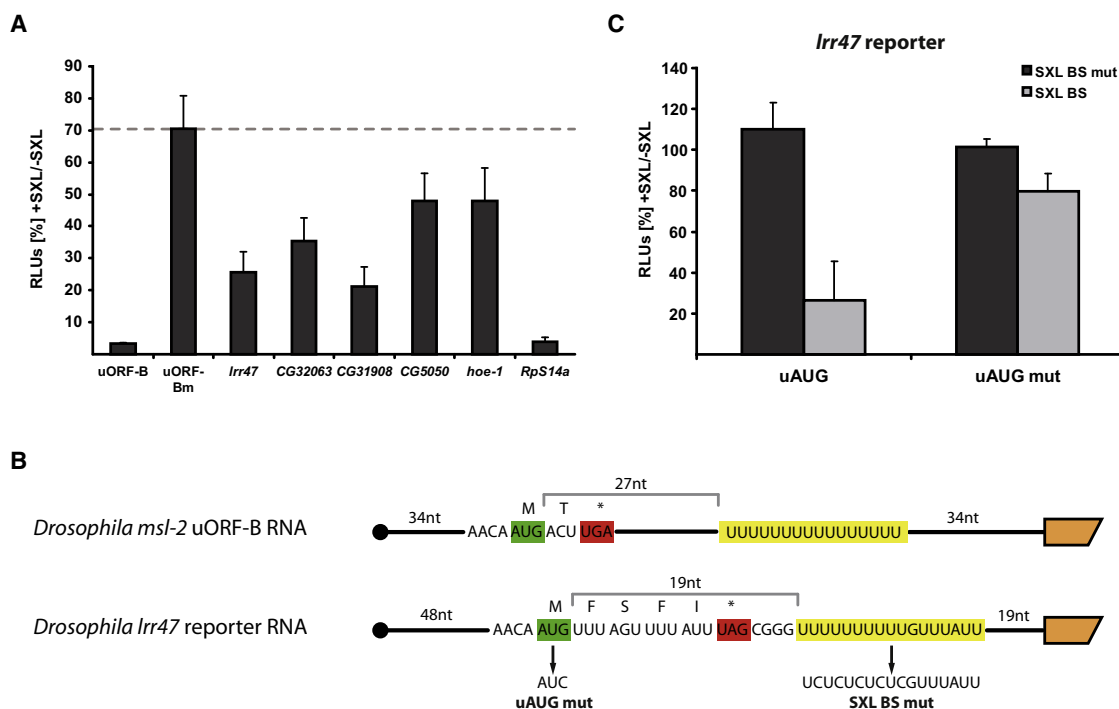 A
RLUs [%] +SXL/-SXL
90
80
70
60
50
40
30
20
10
uORF-B
uORF-Bm
lrr47
CG32063
CG31908
CG5050
hoe-1
RpS14a
C
lrr47 reporter
SXL BS mut
SXL BS
RLUs [%] +SXL/-SXL
120
100
80
60
40
20
uAUG
uAUG mut
B
27nt
M T *
Drosophila msl-2 uORF-B RNA
34nt
AACA AUG ACU UGA
UUUUUUUUUUUUUUUU
34nt
19nt
M F S F I *
Drosophila lrr47 reporter RNA
48nt
AACA AUG UUU AGU UUU AUU UAG CGGG UUUUUUUUUUGUUUAUU
19nt
AUC
uAUG mut
UCUCUCUCUCGUUUAUU
SXL BS mut